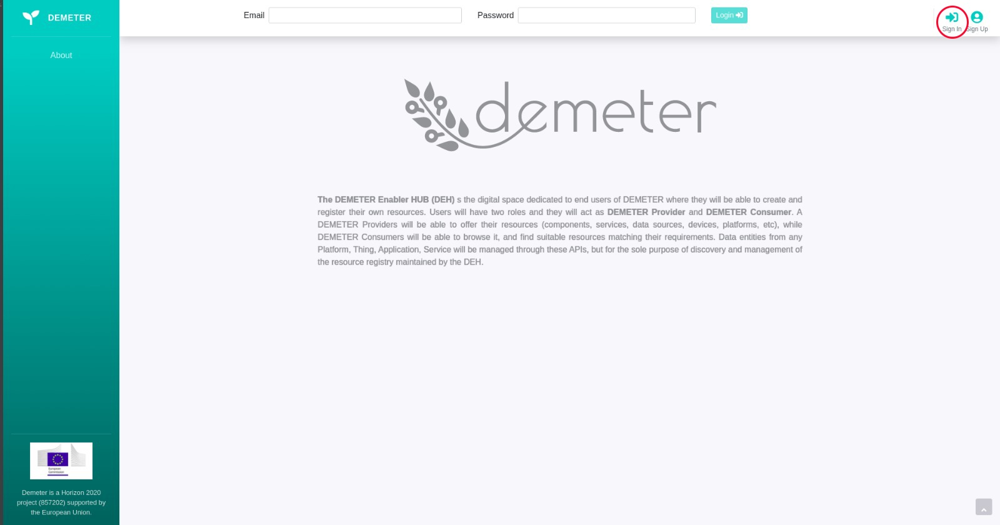 DEMETER
Email
Password
Login
Sign In
Sign Up
About
demeter
The DEMETER Enabler HUB (DEH) s the digital space dedicated to end users of DEMETER where they will be able to create and
register their own resources. Users will have two roles and they will act as DEMETER Provider and DEMETER Consumer. A
DEMETER Providers will be able to offer their resources (components, services, data sources, devices, platforms, etc), while
DEMETER Consumers will be able to browse it, and find suitable resources matching their requirements. Data entities from any
Platform, Thing, Application, Service will be managed through these APIs, but for the sole purpose of discovery and management of
the resource registry maintained by the DEH.
European
Commission
Demeter is a Horizon 2020
project (857202) supported by
the European Union.